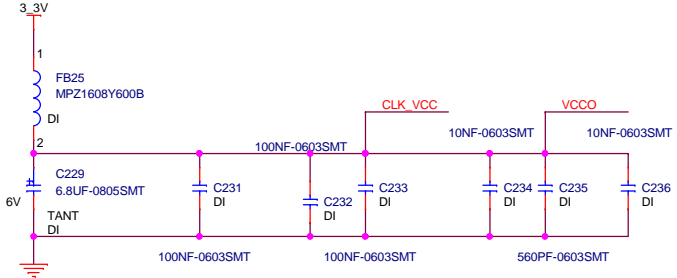 3_3V
1
FB25
MPZ1608Y600B
DI
2
CLK_VCC
VCCO
100NF-0603SMT
10NF-0603SMT
10NF-0603SMT
C229
6.8UF-0805SMT
6V
TANT
DI
C231
DI
C232
DI
C233
DI
C234
DI
C235
DI
C236
DI
100NF-0603SMT
100NF-0603SMT
560PF-0603SMT